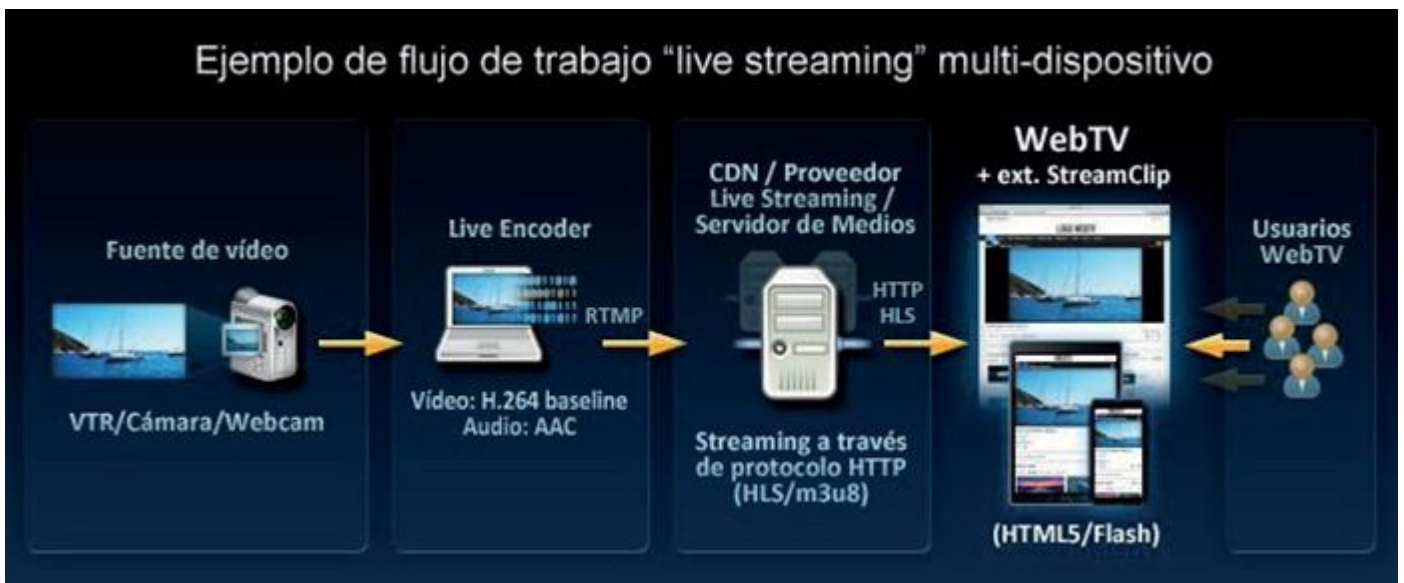 Ejemplo de flujo de trabajo “live streaming” multi-dispositivo
Fuente de vídeo
VTR/Cámara/Webcam
Live Encoder
RTMP
Vídeo: H.264 baseline
Audio: AAC
CDN / Proveedor
Live Streaming /
Servidor de Medios
HTTP
HLS
Streaming a través
de protocolo HTTP
(HLS/m3u8)
WebTV
+ ext. StreamClip
(HTML5/Flash)
Usuarios
WebTV